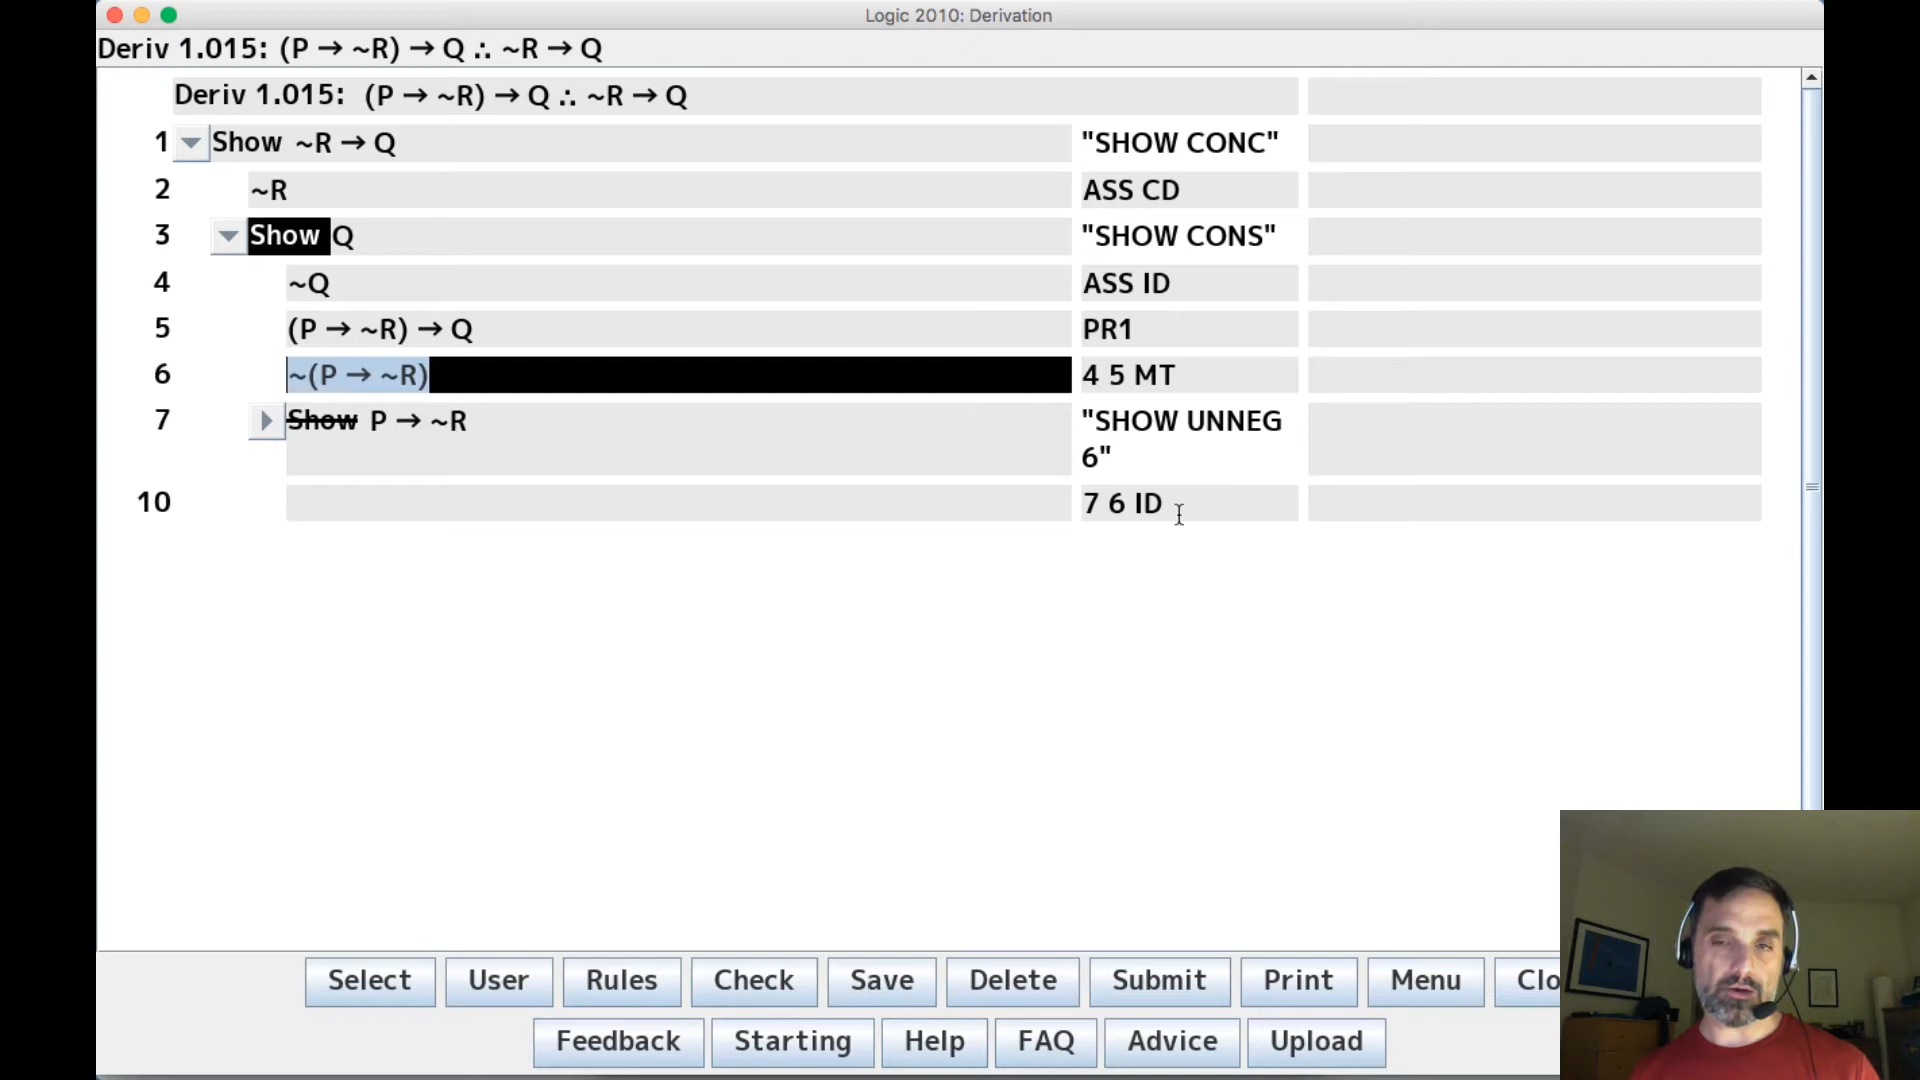 Logic 2010: Derivation
Deriv 1.015: (P → ~R) → Q ∴ ~R → Q
Deriv 1.015: (P → ~R) → Q ∴ ~R → Q
1 Show ~R → Q "SHOW CONC"
2 ~R ASS CD
3 Show Q "SHOW CONS"
4 ~Q ASS ID
5 (P → ~R) → Q PR1
6 ~(P → ~R) 4 5 MT
7 Show P → ~R "SHOW UNNEG
6"
10 7 6 ID
Select User Rules Check Save Delete Submit Print Menu Clo
Feedback Starting Help FAQ Advice Upload